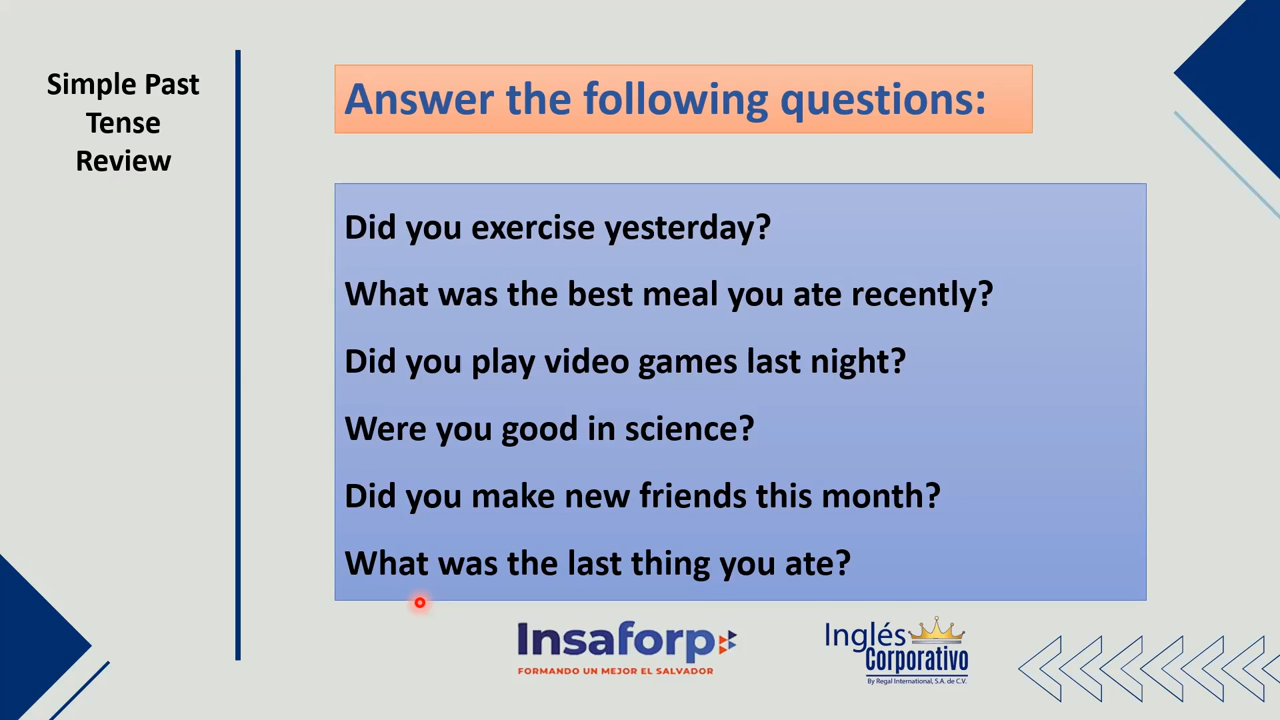 Simple Past
Tense
Review
Answer the following questions:
Did you exercise yesterday?
What was the best meal you ate recently?
Did you play video games last night?
Were you good in science?
Did you make new friends this month?
What was the last thing you ate?
Insaforp
FORMANDO UN MEJOR EL SALVADOR
Inglés
Corporativo
By Regal International, S.A. de C.V.